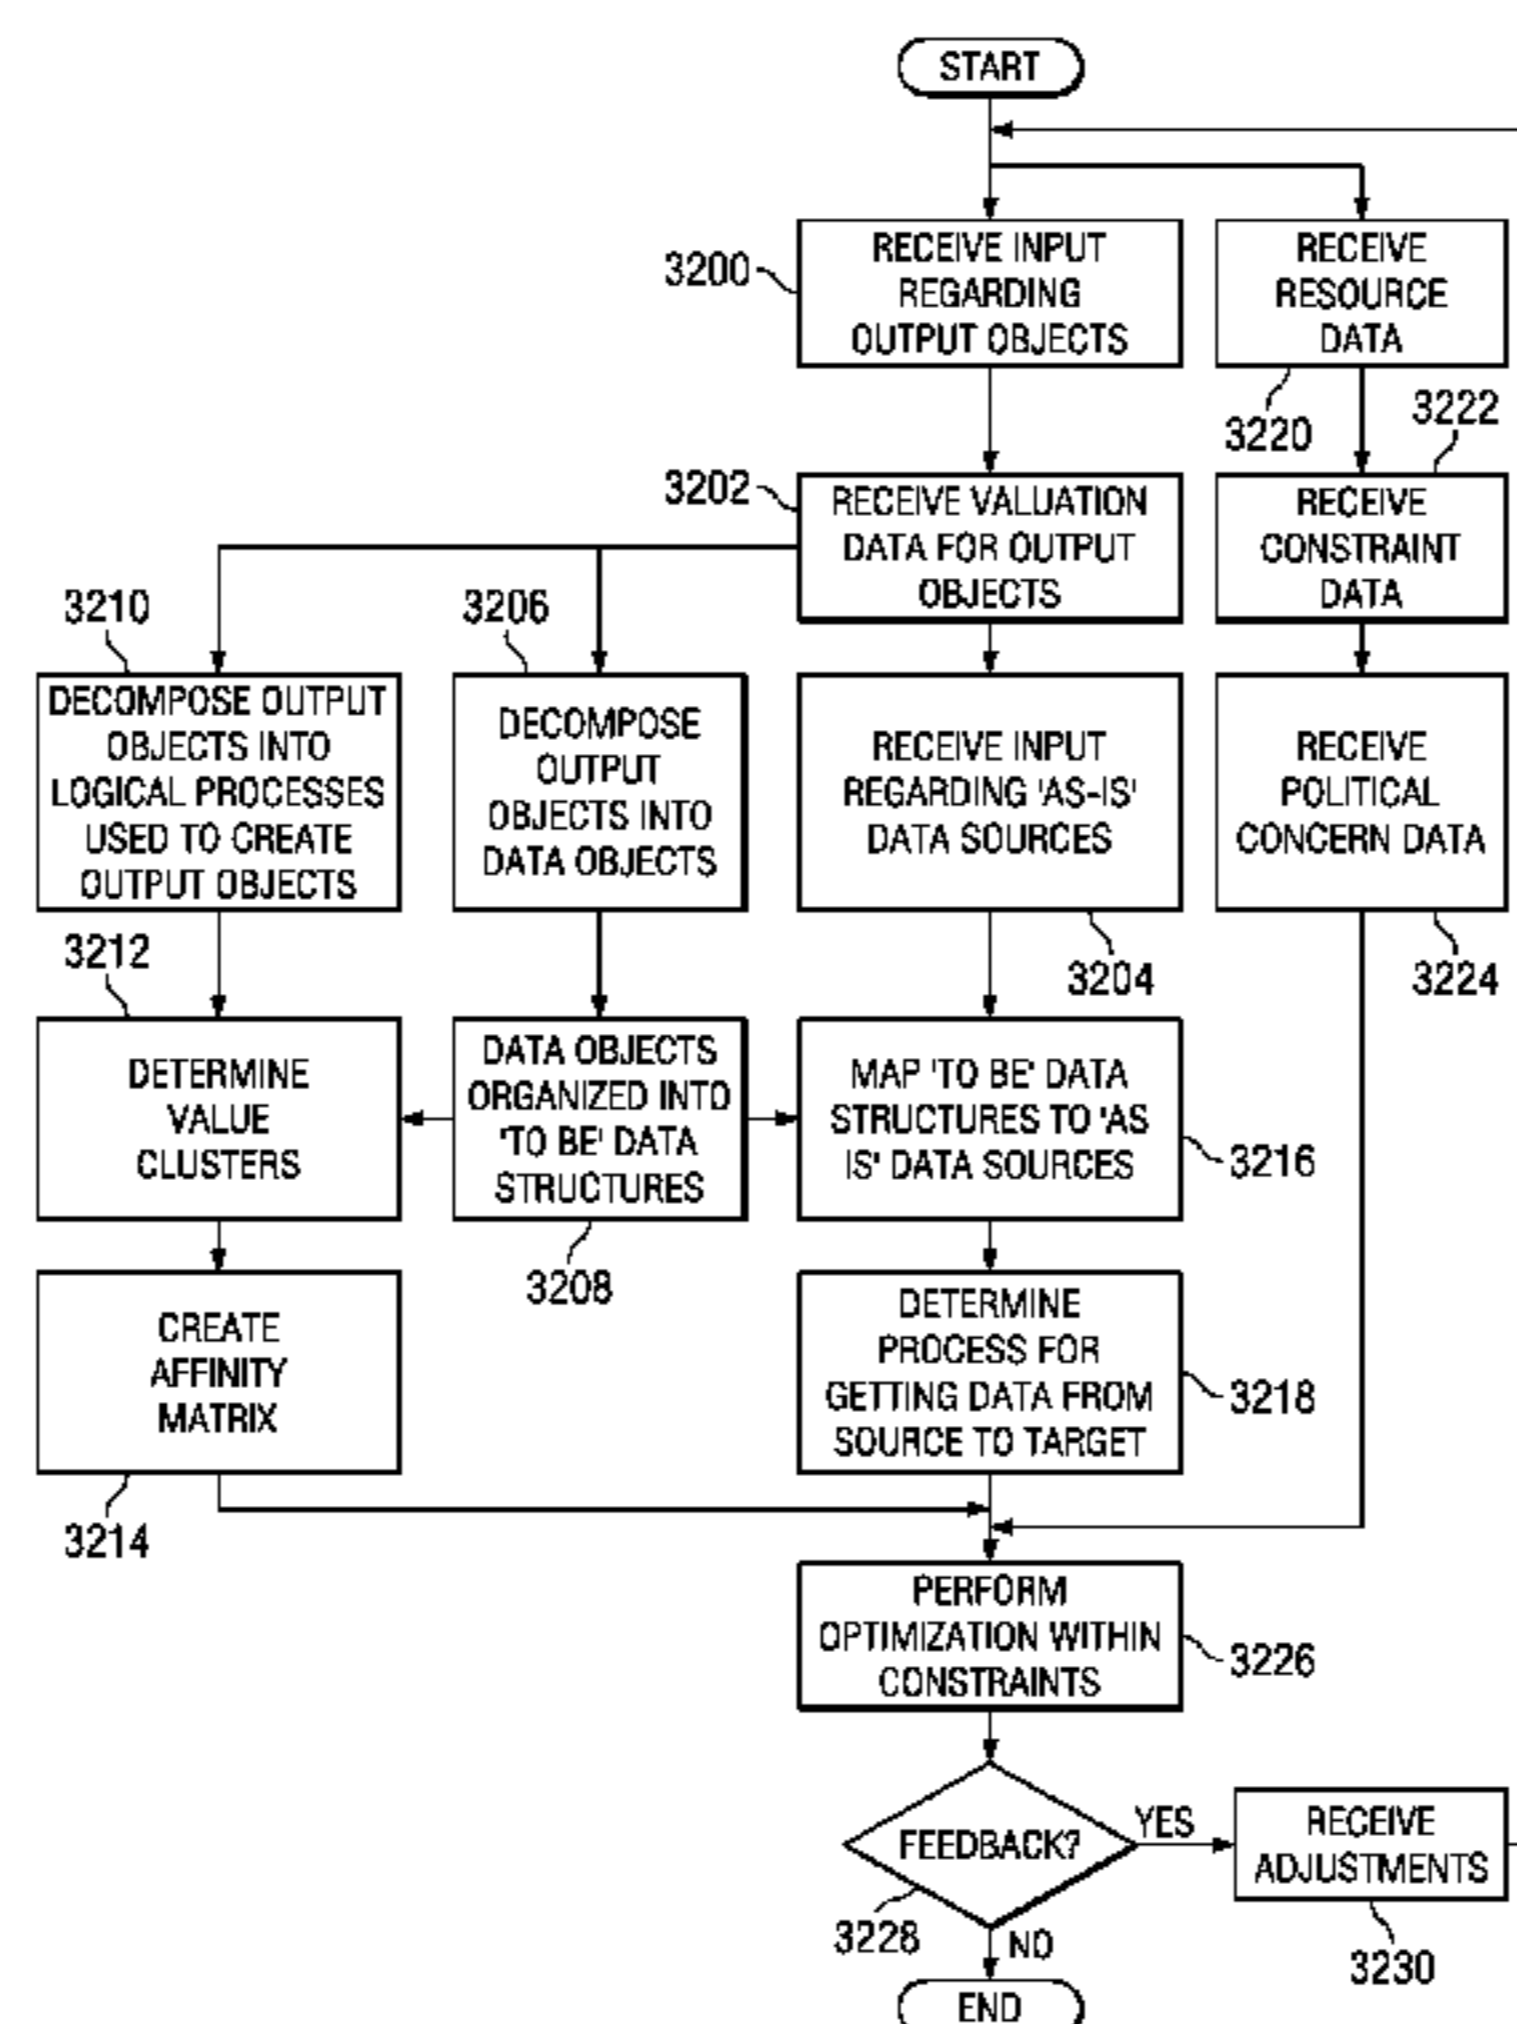 START
3200
RECEIVE INPUT
REGARDING
OUTPUT OBJECTS
RECEIVE
RESOURCE
DATA
3220
3222
3202
RECEIVE VALUATION
DATA FOR OUTPUT
OBJECTS
RECEIVE
CONSTRAINT
DATA
3210
3206
DECOMPOSE OUTPUT
OBJECTS INTO
LOGICAL PROCESSES
USED TO CREATE
OUTPUT OBJECTS
DECOMPOSE
OUTPUT
OBJECTS INTO
DATA OBJECTS
RECEIVE INPUT
REGARDING 'AS-IS'
DATA SOURCES
RECEIVE
POLITICAL
CONCERN DATA
3212
3204
3224
DETERMINE
VALUE
CLUSTERS
DATA OBJECTS
ORGANIZED INTO
'TO BE' DATA
STRUCTURES
MAP 'TO BE' DATA
STRUCTURES TO 'AS
IS' DATA SOURCES
3216
3208
CREATE
AFFINITY
MATRIX
DETERMINE
PROCESS FOR
GETTING DATA FROM
SOURCE TO TARGET
3218
3214
PERFORM
OPTIMIZATION WITHIN
CONSTRAINTS
3226
FEEDBACK?
YES
RECEIVE
ADJUSTMENTS
3228
NO
3230
END